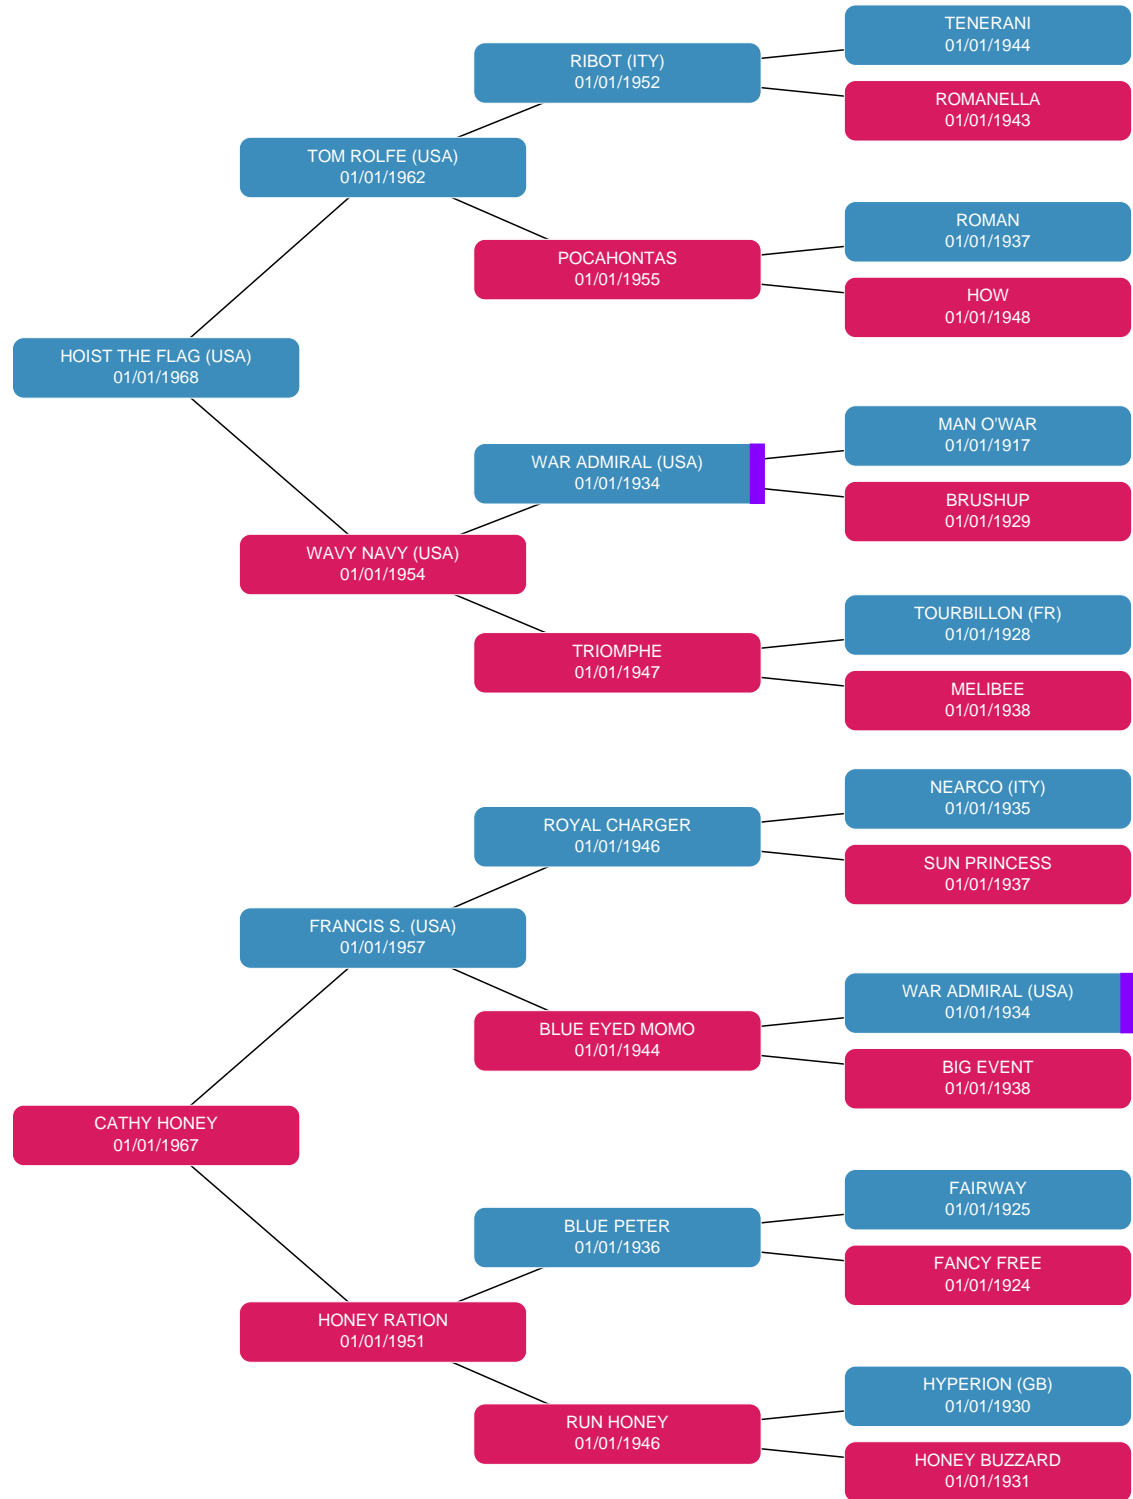 TENERANI
01/01/1944
RIBOT (ITY)
01/01/1952
ROMANELLA
01/01/1943
TOM ROLFE (USA)
01/01/1962
ROMAN
01/01/1937
POCAHONTAS
01/01/1955
HOW
01/01/1948
HOIST THE FLAG (USA)
01/01/1968
MAN O'WAR
01/01/1917
WAR ADMIRAL (USA)
01/01/1934
BRUSHUP
01/01/1929
WAVY NAVY (USA)
01/01/1954
TOURBILLON (FR)
01/01/1928
TRIOMPHE
01/01/1947
MELIBEE
01/01/1938
NEARCO (ITY)
01/01/1935
ROYAL CHARGER
01/01/1946
SUN PRINCESS
01/01/1937
FRANCIS S. (USA)
01/01/1957
WAR ADMIRAL (USA)
01/01/1934
BLUE EYED MOMO
01/01/1944
BIG EVENT
01/01/1938
CATHY HONEY
01/01/1967
FAIRWAY
01/01/1925
BLUE PETER
01/01/1936
FANCY FREE
01/01/1924
HONEY RATION
01/01/1951
HYPERION (GB)
01/01/1930
RUN HONEY
01/01/1946
HONEY BUZZARD
01/01/1931